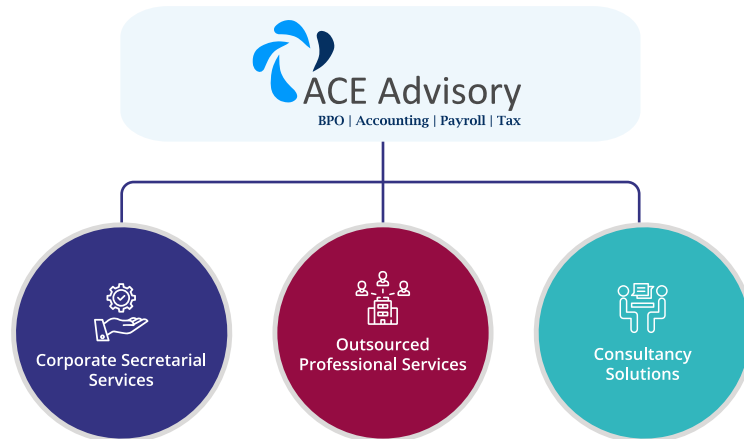 ACE Advisory
BPO | Accounting | Payroll | Tax
Corporate Secretarial
Services
Outsourced
Professional Services
Consultancy
Solutions